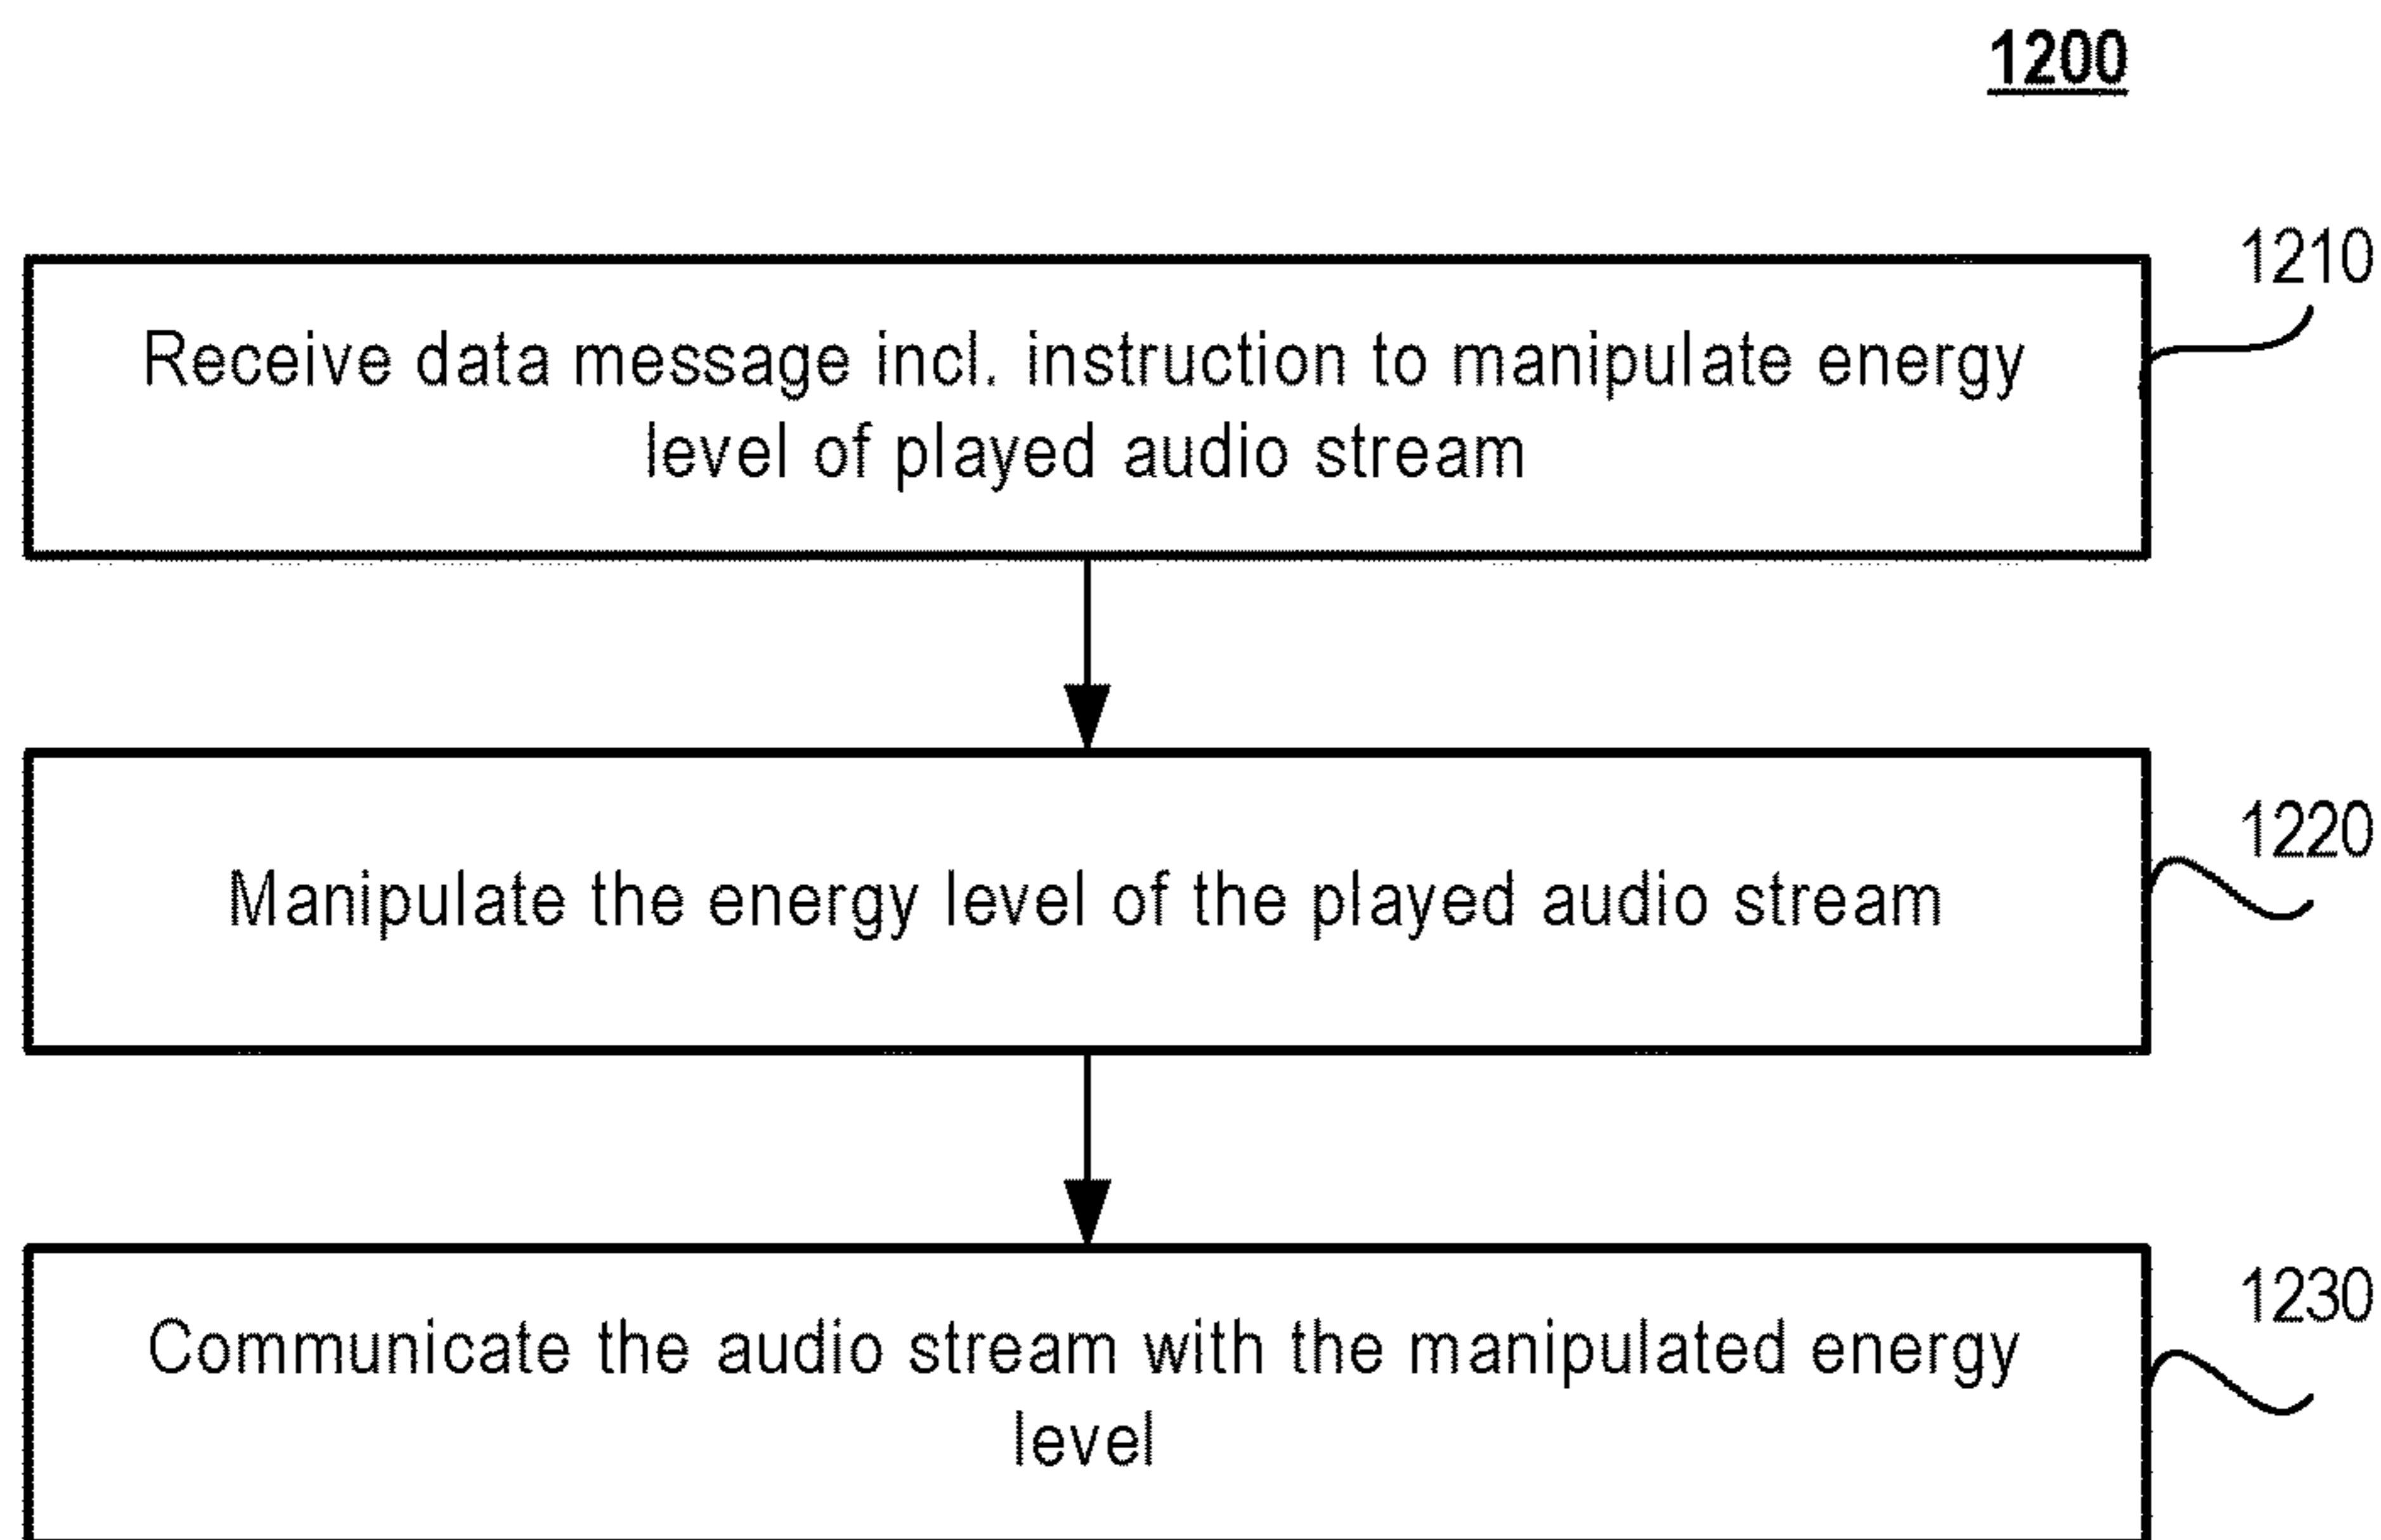 1200
1210
Receive data message incl. instruction to manipulate energy
level of played audio stream
1220
Manipulate the energy level of the played audio stream
1230
Communicate the audio stream with the manipulated energy
level